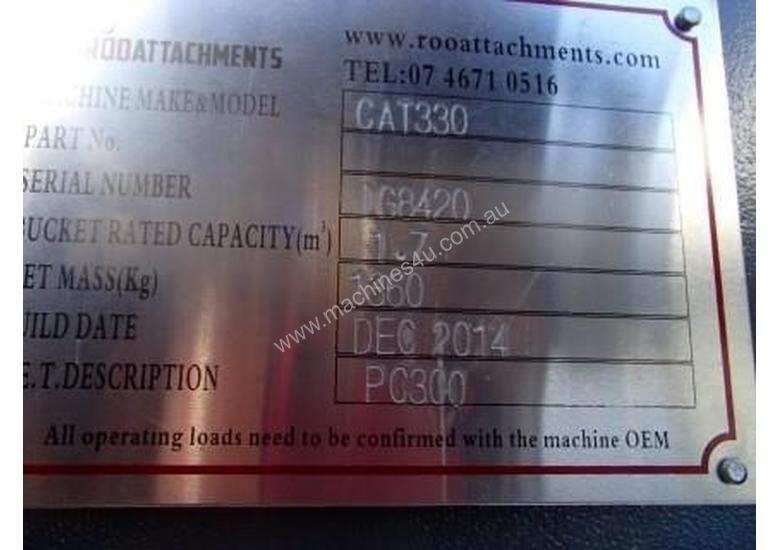 ROOATTACHMENTS
www.rooattachments.com
TEL:07 4671 0516
MACHINE MAKE&MODEL CAT330
PART No.
SERIAL NUMBER DG8420
BUCKET RATED CAPACITY(m³) 1.7
ET MASS(Kg)
UILD DATE DEC 2014
E.T.DESCRIPTION PC300
All operating loads need to be confirmed with the machine OEM
www.machines4u.com.au